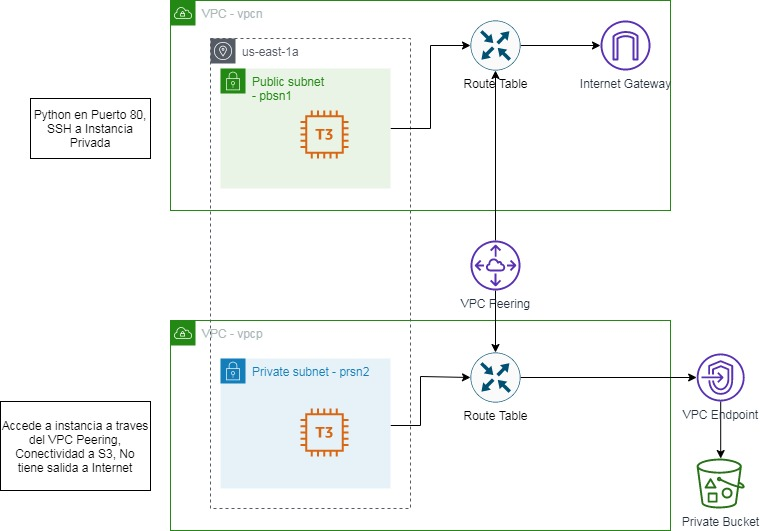 VPC - vpcn
us-east-1a
Public subnet
- pbsn1
T3
Route Table
Internet Gateway
Python en Puerto 80,
SSH a Instancia
Privada
VPC Peering
VPC - vpcp
Private subnet - prsn2
T3
Route Table
VPC Endpoint
Accede a instancia a traves
del VPC Peering,
Conectividad a S3, No
tiene salida a Internet
Private Bucket